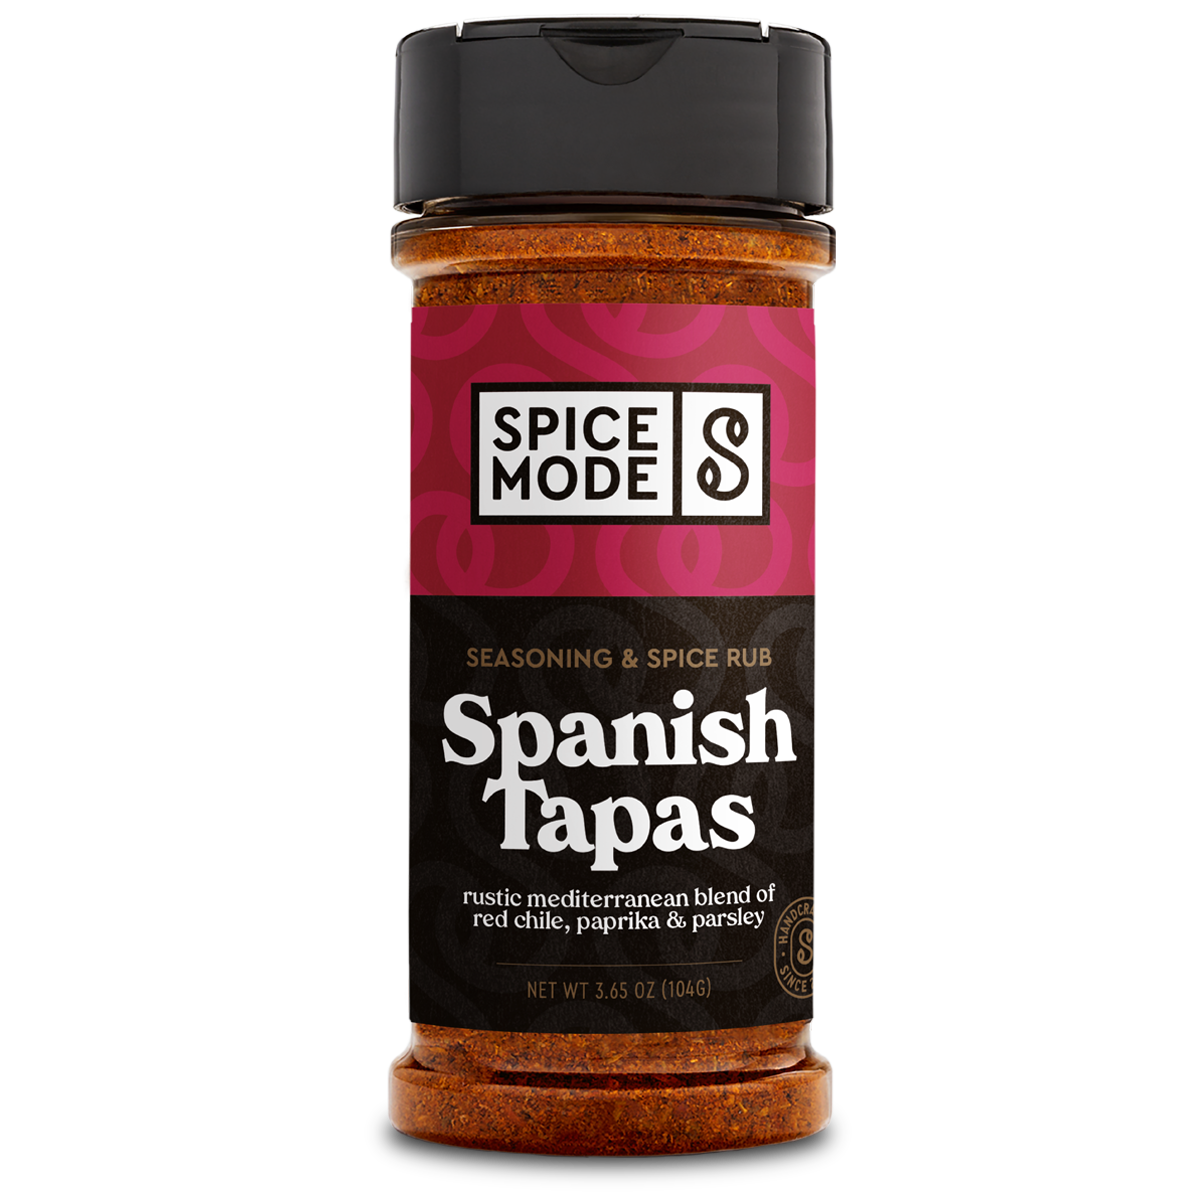 SPICE
MODE
S
SEASONING & SPICE RUB
Spanish
Tapas
rustic mediterranean blend of
red chile, paprika & parsley
NET WT 3.65 OZ (104G)
S
SINCE